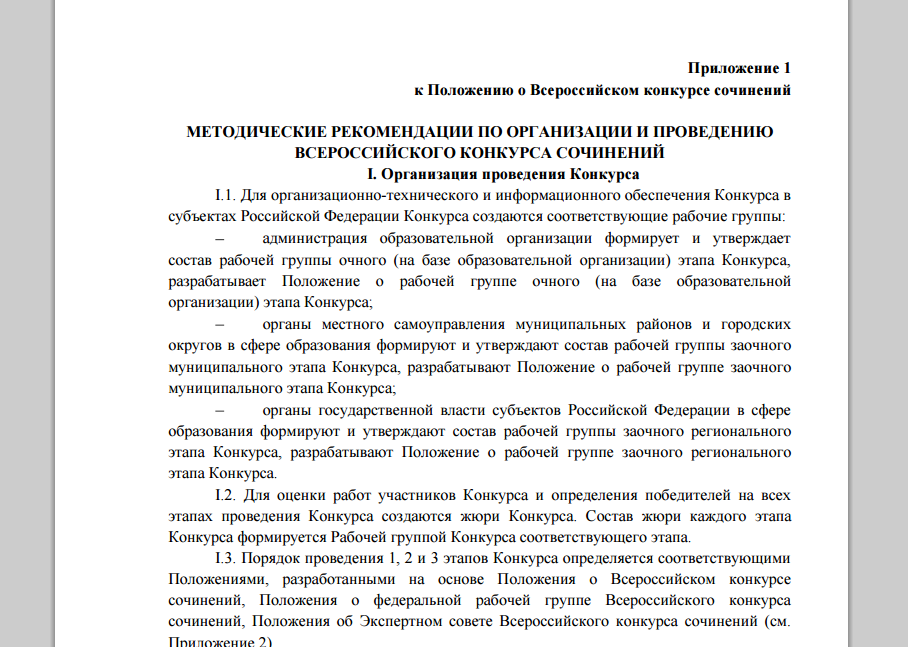 Приложение 1
к Положению о Всероссийском конкурсе сочинений
МЕТОДИЧЕСКИЕ РЕКОМЕНДАЦИИ ПО ОРГАНИЗАЦИИ И ПРОВЕДЕНИЮ
ВСЕРОССИЙСКОГО КОНКУРСА СОЧИНЕНИЙ
I. Организация проведения Конкурса
I.1. Для организационно-технического и информационного обеспечения Конкурса в
субъектах Российской Федерации Конкурса создаются соответствующие рабочие группы:
– администрация образовательной организации формирует и утверждает
состав рабочей группы очного (на базе образовательной организации) этапа Конкурса,
разрабатывает Положение о рабочей группе очного (на базе образовательной
организации) этапа Конкурса;
– органы местного самоуправления муниципальных районов и городских
округов в сфере образования формируют и утверждают состав рабочей группы заочного
муниципального этапа Конкурса, разрабатывают Положение о рабочей группе заочного
муниципального этапа Конкурса;
– органы государственной власти субъектов Российской Федерации в сфере
образования формируют и утверждают состав рабочей группы заочного регионального
этапа Конкурса, разрабатывают Положение о рабочей группе заочного регионального
этапа Конкурса.
I.2. Для оценки работ участников Конкурса и определения победителей на всех
этапах проведения Конкурса создаются жюри Конкурса. Состав жюри каждого этапа
Конкурса формируется Рабочей группой Конкурса соответствующего этапа.
I.3. Порядок проведения 1, 2 и 3 этапов Конкурса определяется соответствующими
Положениями, разработанными на основе Положения о Всероссийском конкурсе
сочинений, Положения о федеральной рабочей группе Всероссийского конкурса
сочинений, Положения об Экспертном совете Всероссийского конкурса сочинений (см.
Приложение 2)